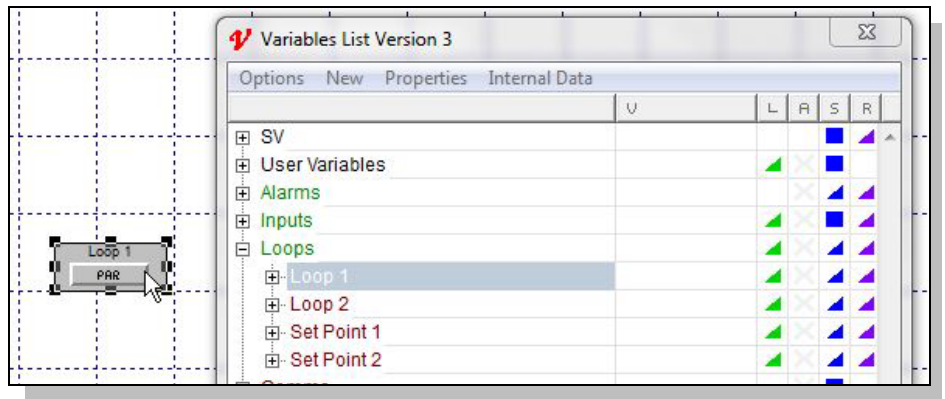 Variables List Version 3
Options New Properties Internal Data
V L A S R
SV
User Variables
Alarms
Inputs
Loops
Loop 1
Loop 2
Set Point 1
Set Point 2
Loop 1
PAR